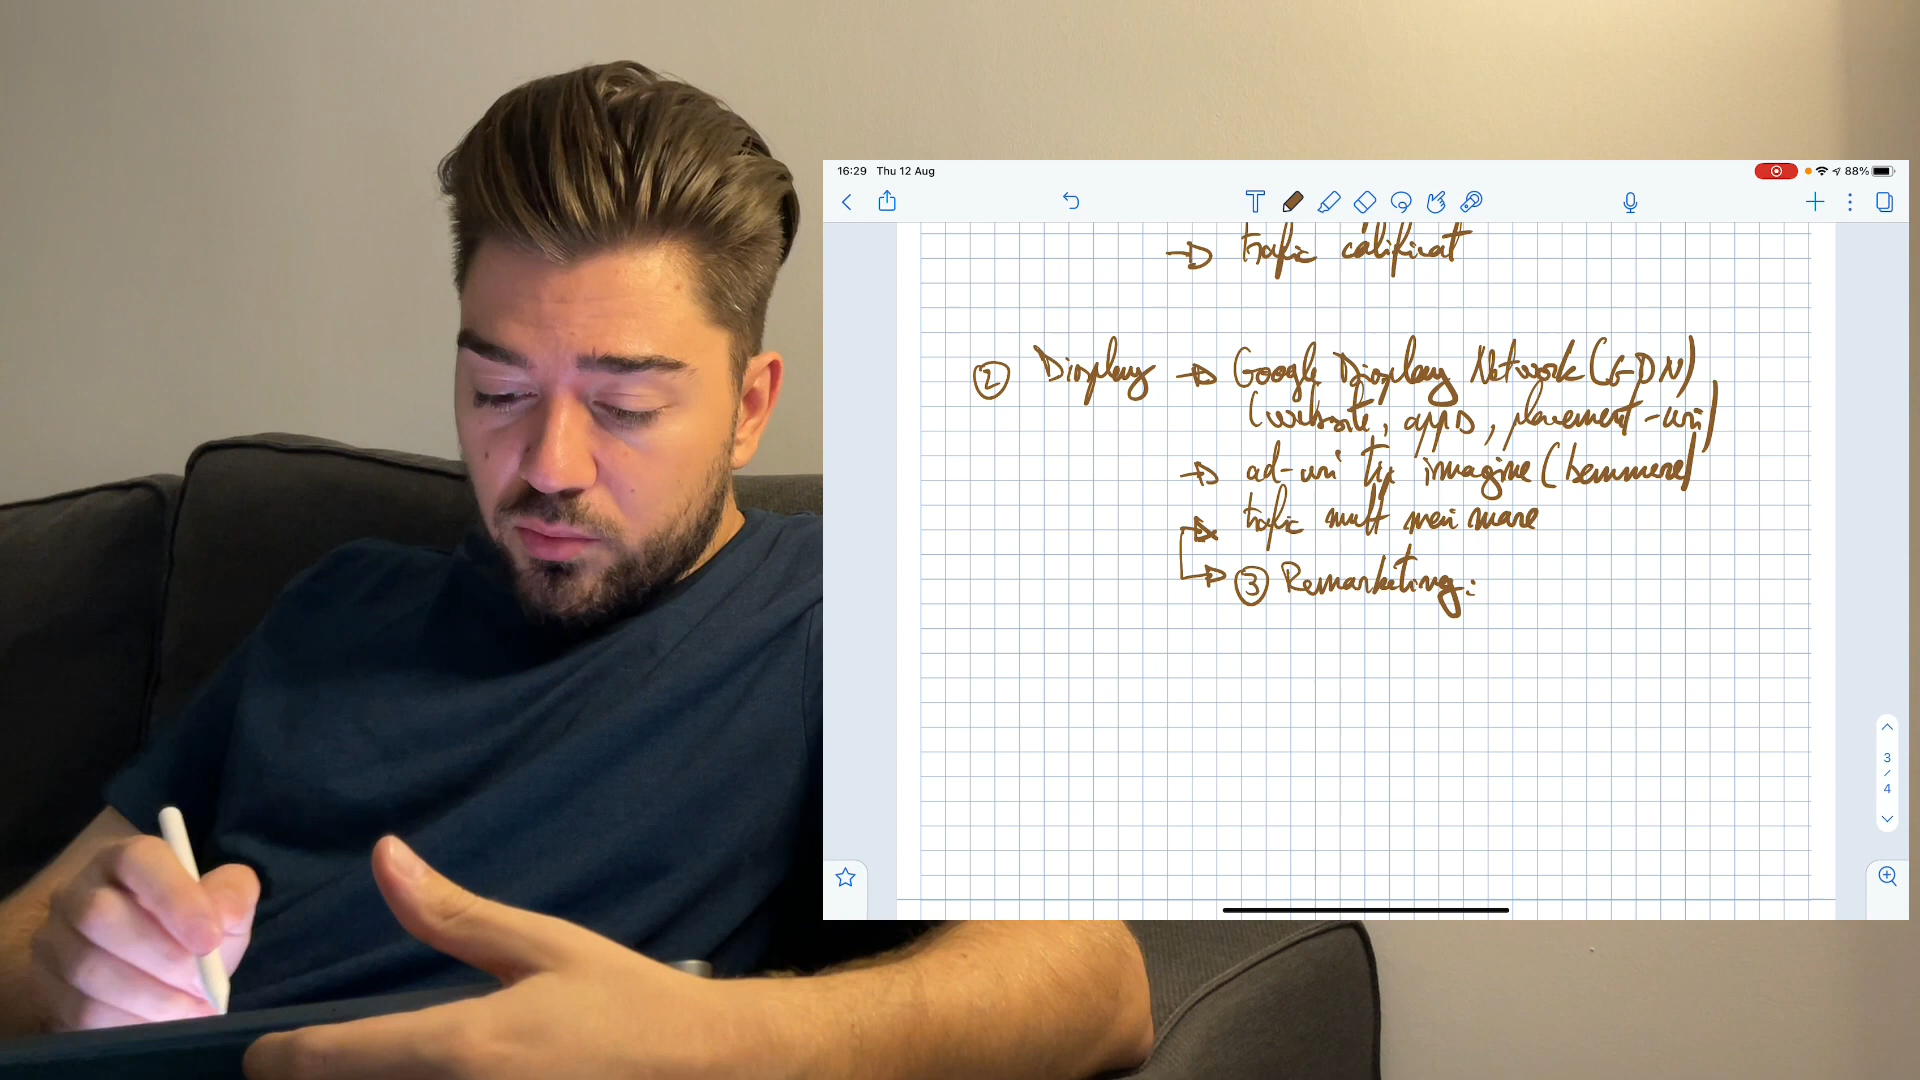 16:29 Thu 12 Aug 88%
→ trafic calificat
② Display → Google Display Network (GDN)
(website, apps, placement-uri)
→ ad-uri tip imagine (bannere)
→ trafic mult mai mare
→ ③ Remarketing:
3
/
4